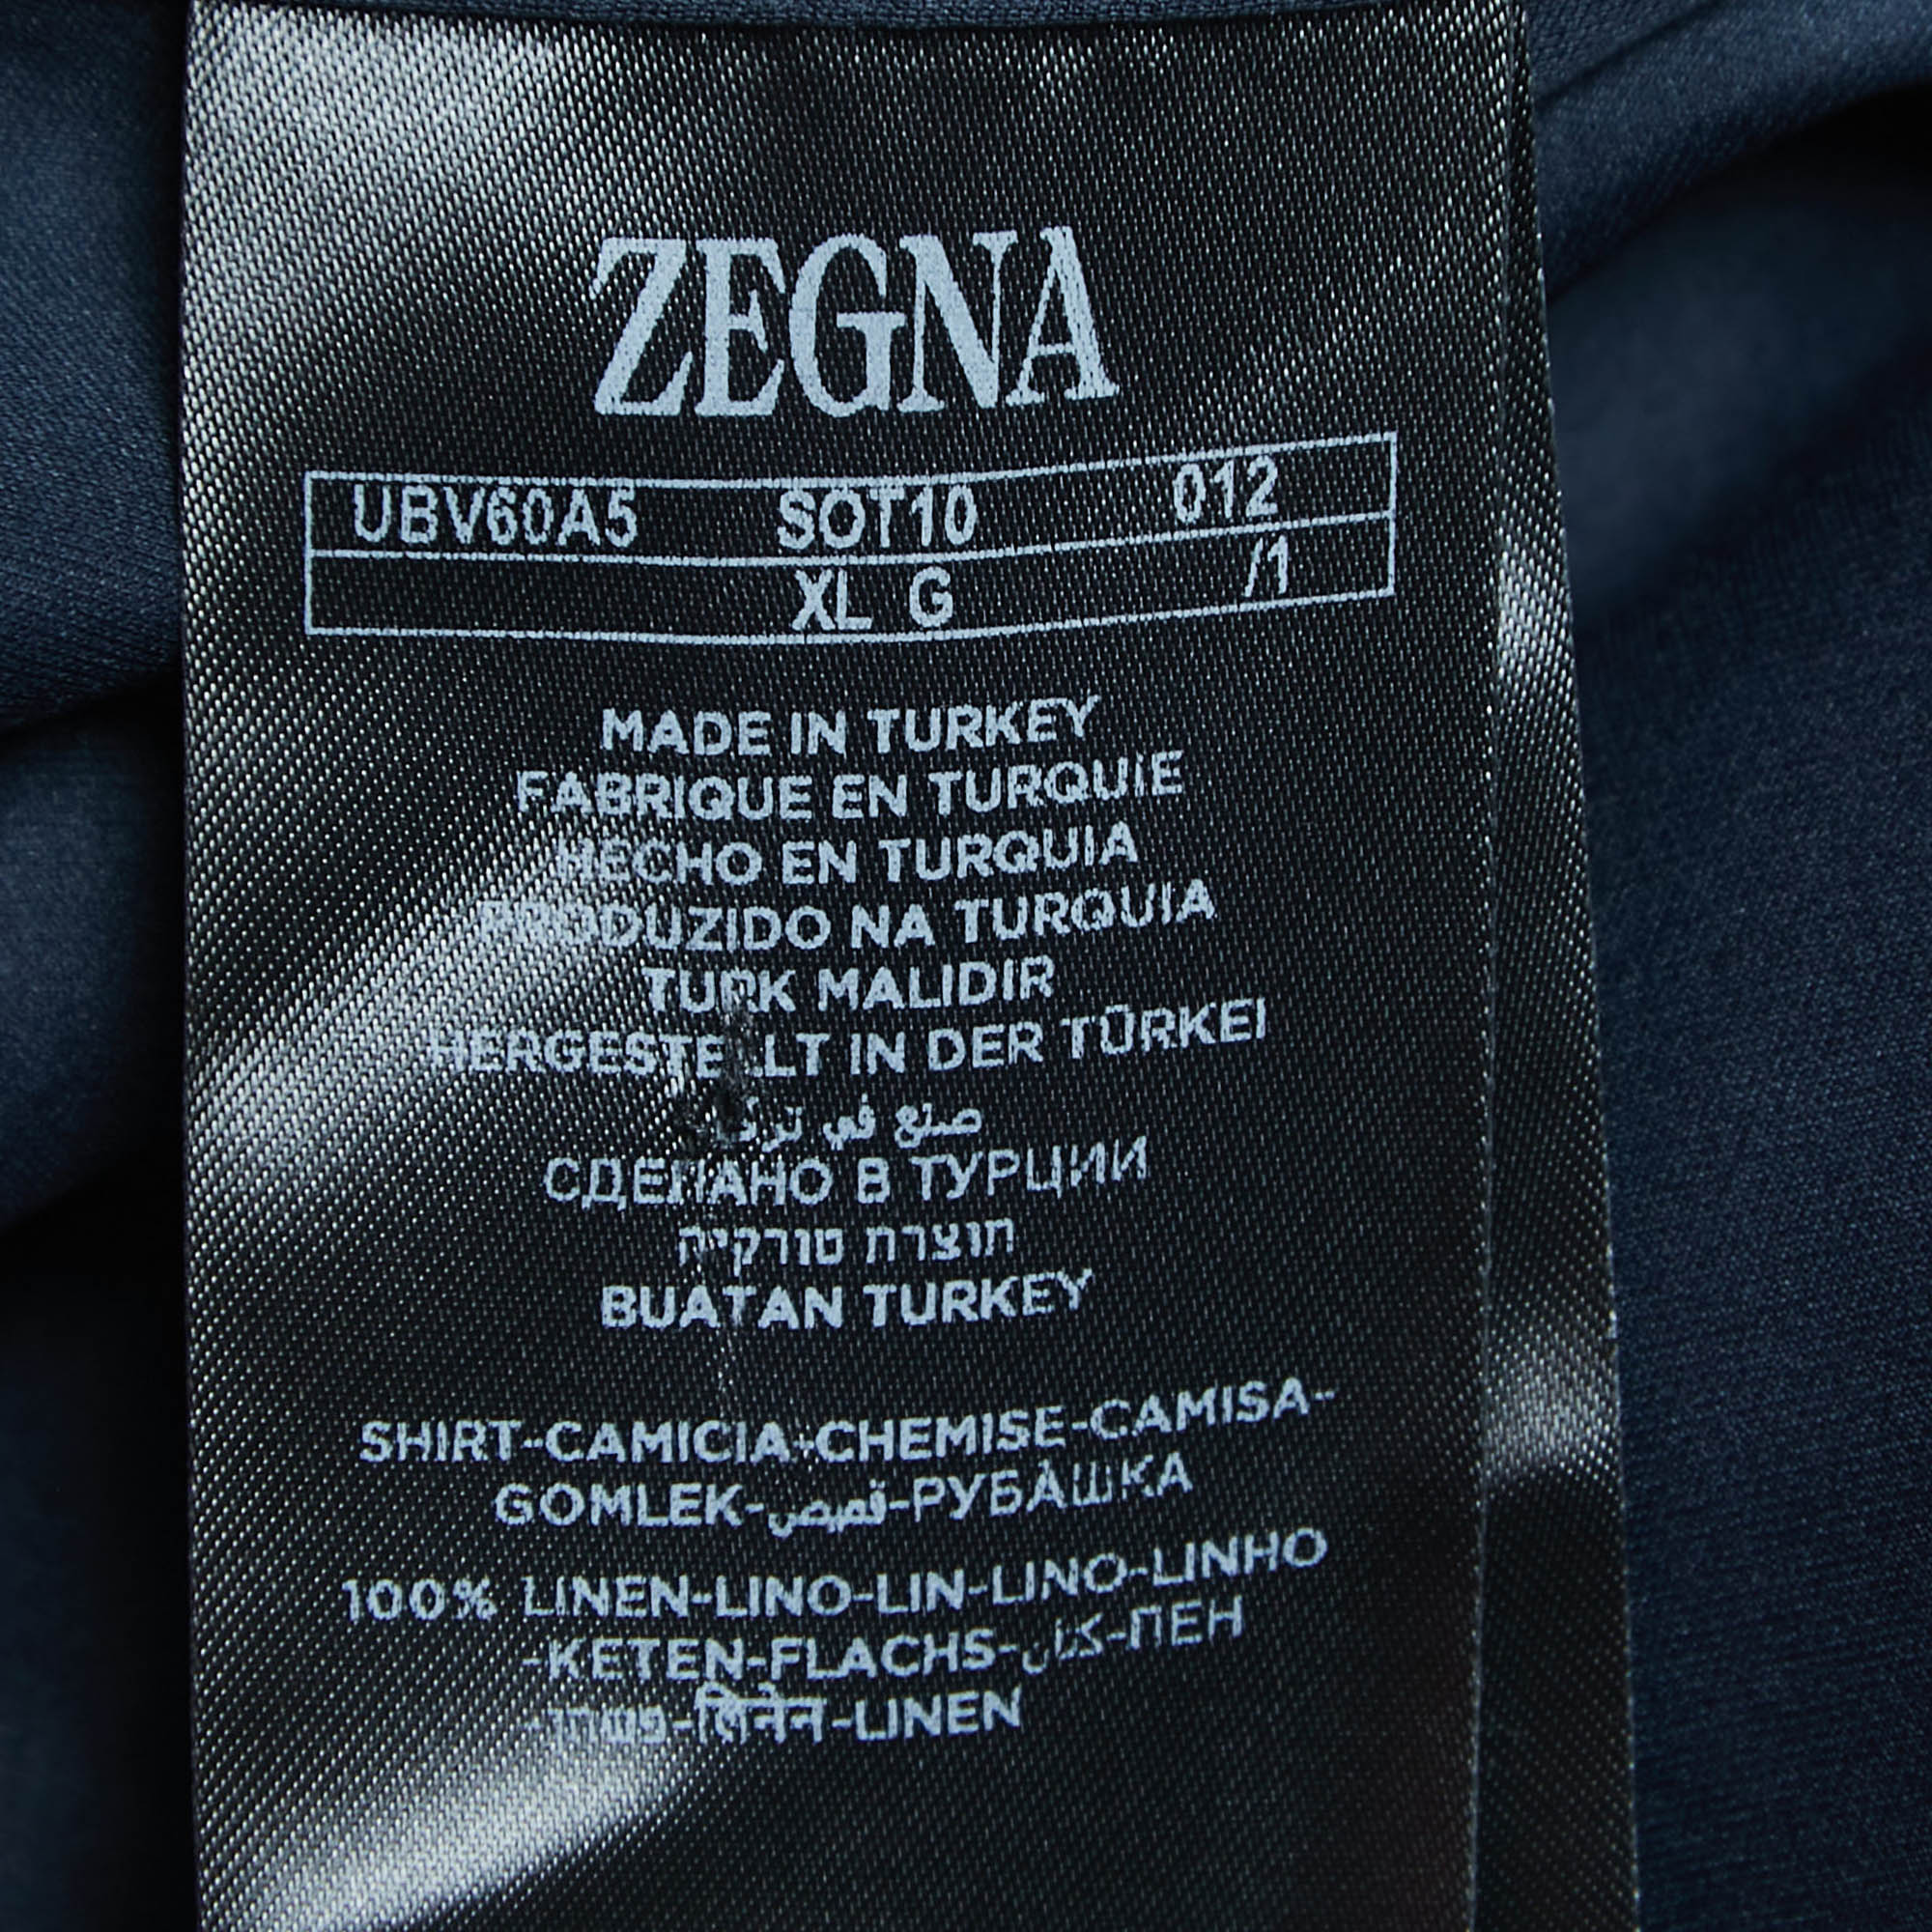 ZEGNA
UBV60A5 SOT10 012
XL G /1
MADE IN TURKEY
FABRIQUE EN TURQUIE
HECHO EN TURQUIA
PRODUZIDO NA TURQUIA
TURK MALIDIR
HERGESTELLT IN DER TÜRKEI
صنع في
СДЕЛАНО В ТУРЦИИ
תוצרת טורקייה
BUATAN TURKEY
SHIRT-CAMICIA-CHEMISE-CAMISA-
GOMLEK-قميص-РУБАШКА
100% LINEN-LINO-LIN-LINO-LINHO
-KETEN-FLACHS-كتان-ЛЕН
-פשתן-लिनेन-LINEN